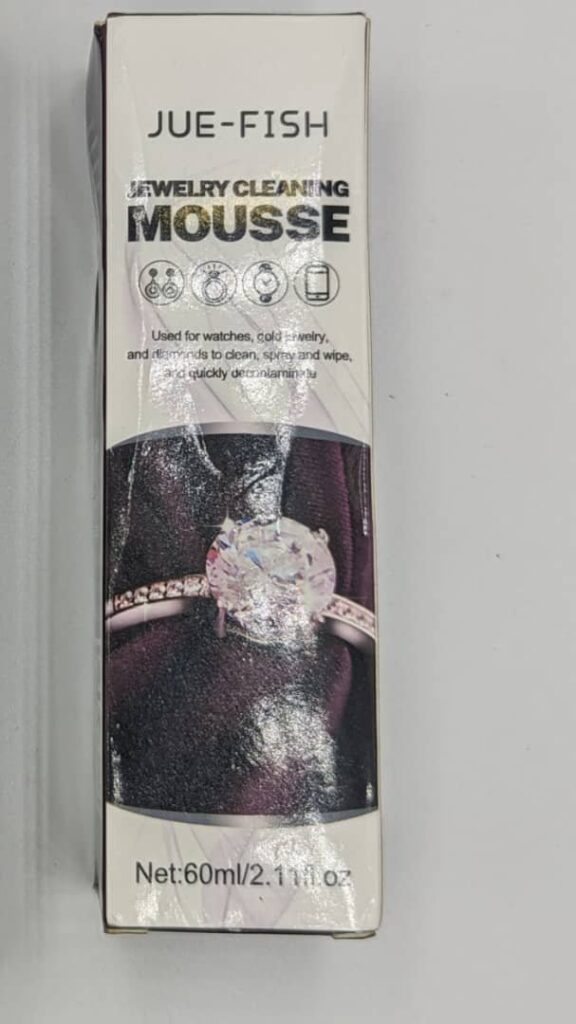 JUE-FISH
JEWELRY CLEANING
MOUSSE
Used for watches, gold jewelry,
and diamonds to clean, spray and wipe,
and quickly decontaminate
Net:60ml/2.11fl.oz